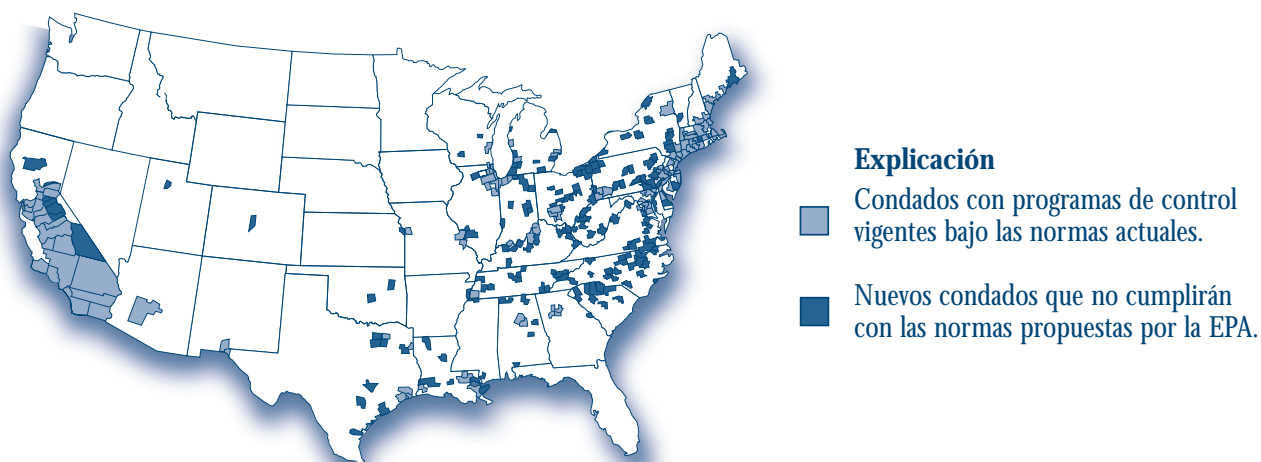 Explicación
Condados con programas de control
vigentes bajo las normas actuales.
Nuevos condados que no cumplirán
con las normas propuestas por la EPA.